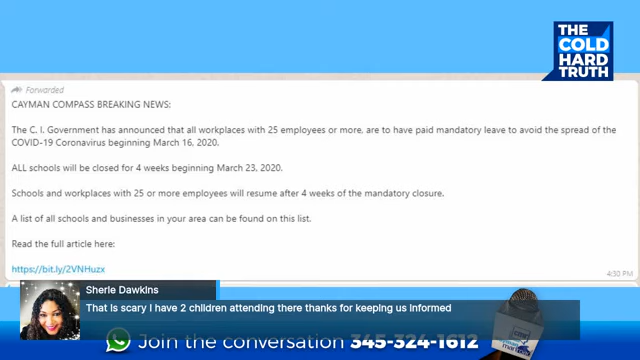 THE
COLD
HARD
TRUTH
Forwarded
CAYMAN COMPASS BREAKING NEWS:
The C. I. Government has announced that all workplaces with 25 employees or more, are to have paid mandatory leave to avoid the spread of the
COVID-19 Coronavirus beginning March 16, 2020.
ALL schools will be closed for 4 weeks beginning March 23, 2020.
Schools and workplaces with 25 or more employees will resume after 4 weeks of the mandatory closure.
A list of all schools and businesses in your area can be found on this list.
Read the full article here:
https://bit.ly/2VNHuzx
4:30 PM
Sherle Dawkins
That is scary I have 2 children attending there thanks for keeping us informed
Join the conversation 345-324-1612